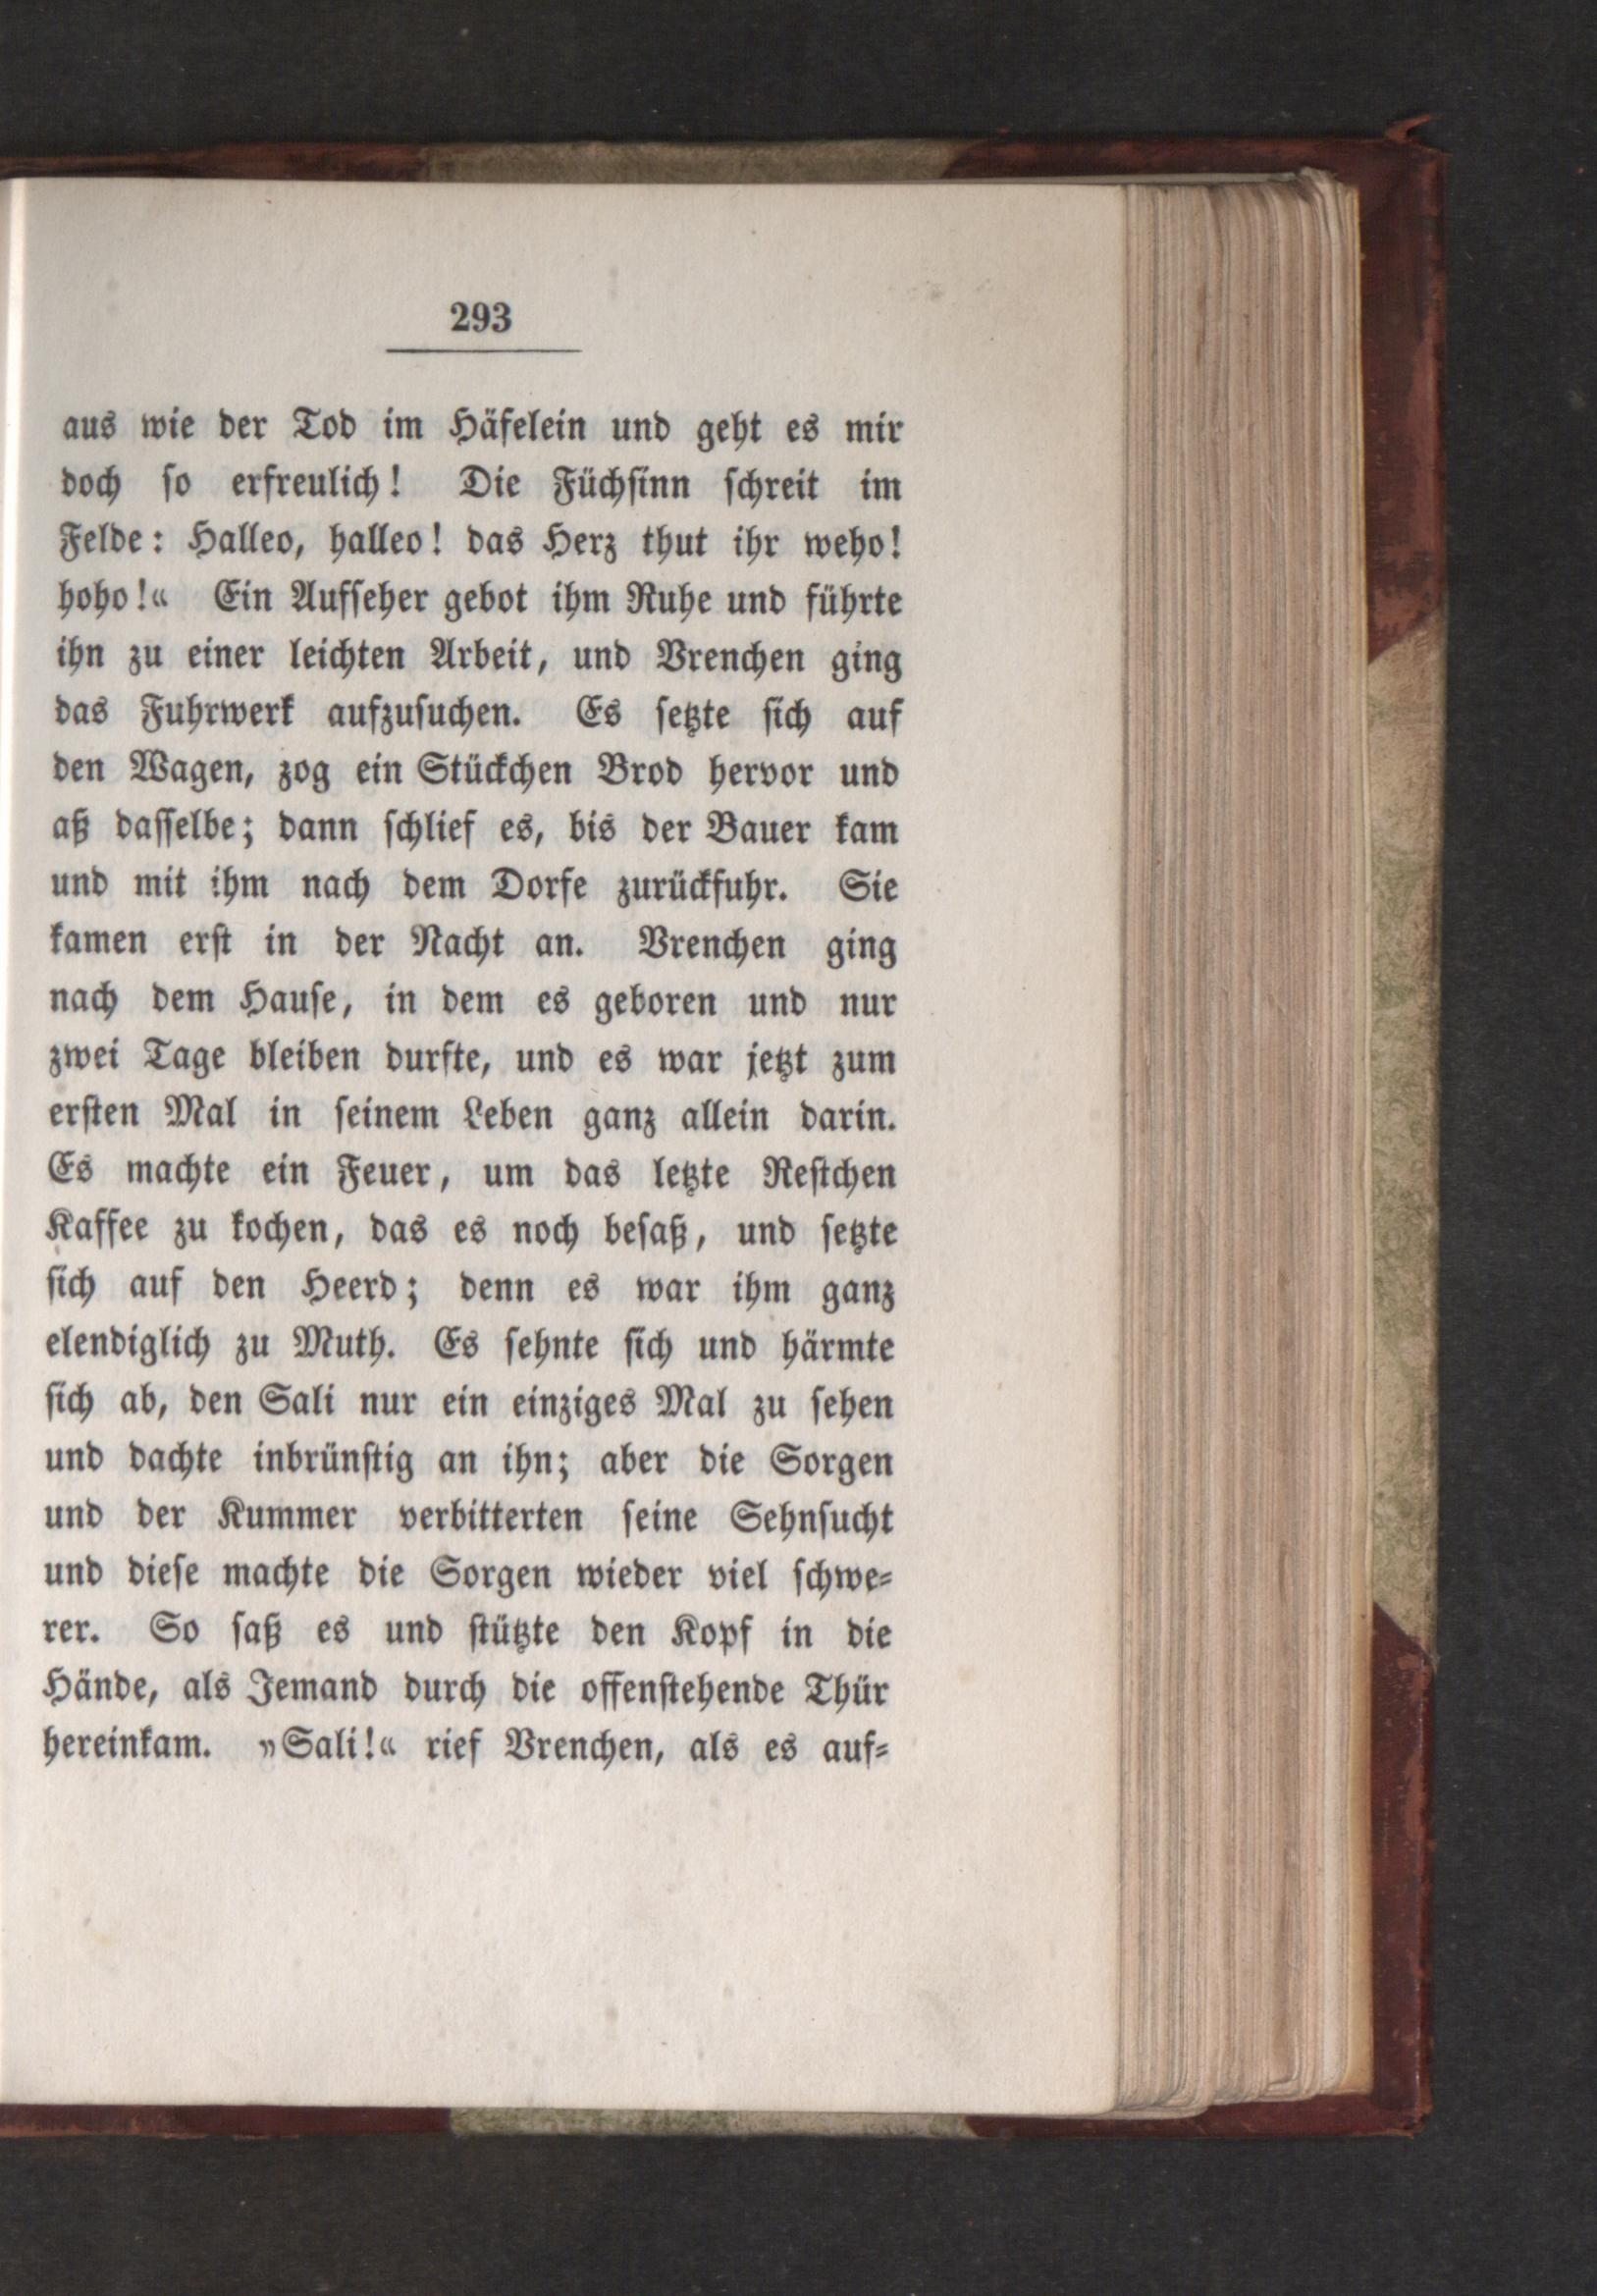 293
aus wie der Tod im Häfelein und geht es mir
doch ſo erfreulich! Die Füchſinn ſchreit im
Felde: Halleo, halleo! das Herz thut ihr weho!
hoho!« Ein Aufſeher gebot ihm Ruhe und führte
ihn zu einer leichten Arbeit, und Vrenchen ging
das Fuhrwerk aufzuſuchen. Es ſetzte ſich auf
den Wagen, zog ein Stückchen Brod hervor und
aß daſſelbe; dann ſchlief es, bis der Bauer kam
und mit ihm nach dem Dorfe zurückfuhr. Sie
kamen erſt in der Nacht an. Vrenchen ging
nach dem Hauſe, in dem es geboren und nur
zwei Tage bleiben durfte, und es war jetzt zum
erſten Mal in ſeinem Leben ganz allein darin.
Es machte ein Feuer, um das letzte Reſtchen
Kaffee zu kochen, das es noch beſaß, und ſetzte
ſich auf den Heerd; denn es war ihm ganz
elendiglich zu Muth. Es ſehnte ſich und härmte
ſich ab, den Sali nur ein einziges Mal zu ſehen
und dachte inbrünſtig an ihn; aber die Sorgen
und der Kummer verbitterten ſeine Sehnſucht
und dieſe machte die Sorgen wieder viel ſchwe-
rer. So ſaß es und ſtützte den Kopf in die
Hände, als Jemand durch die offenſtehende Thür
hereinkam. »Sali!« rief Vrenchen, als es auf-